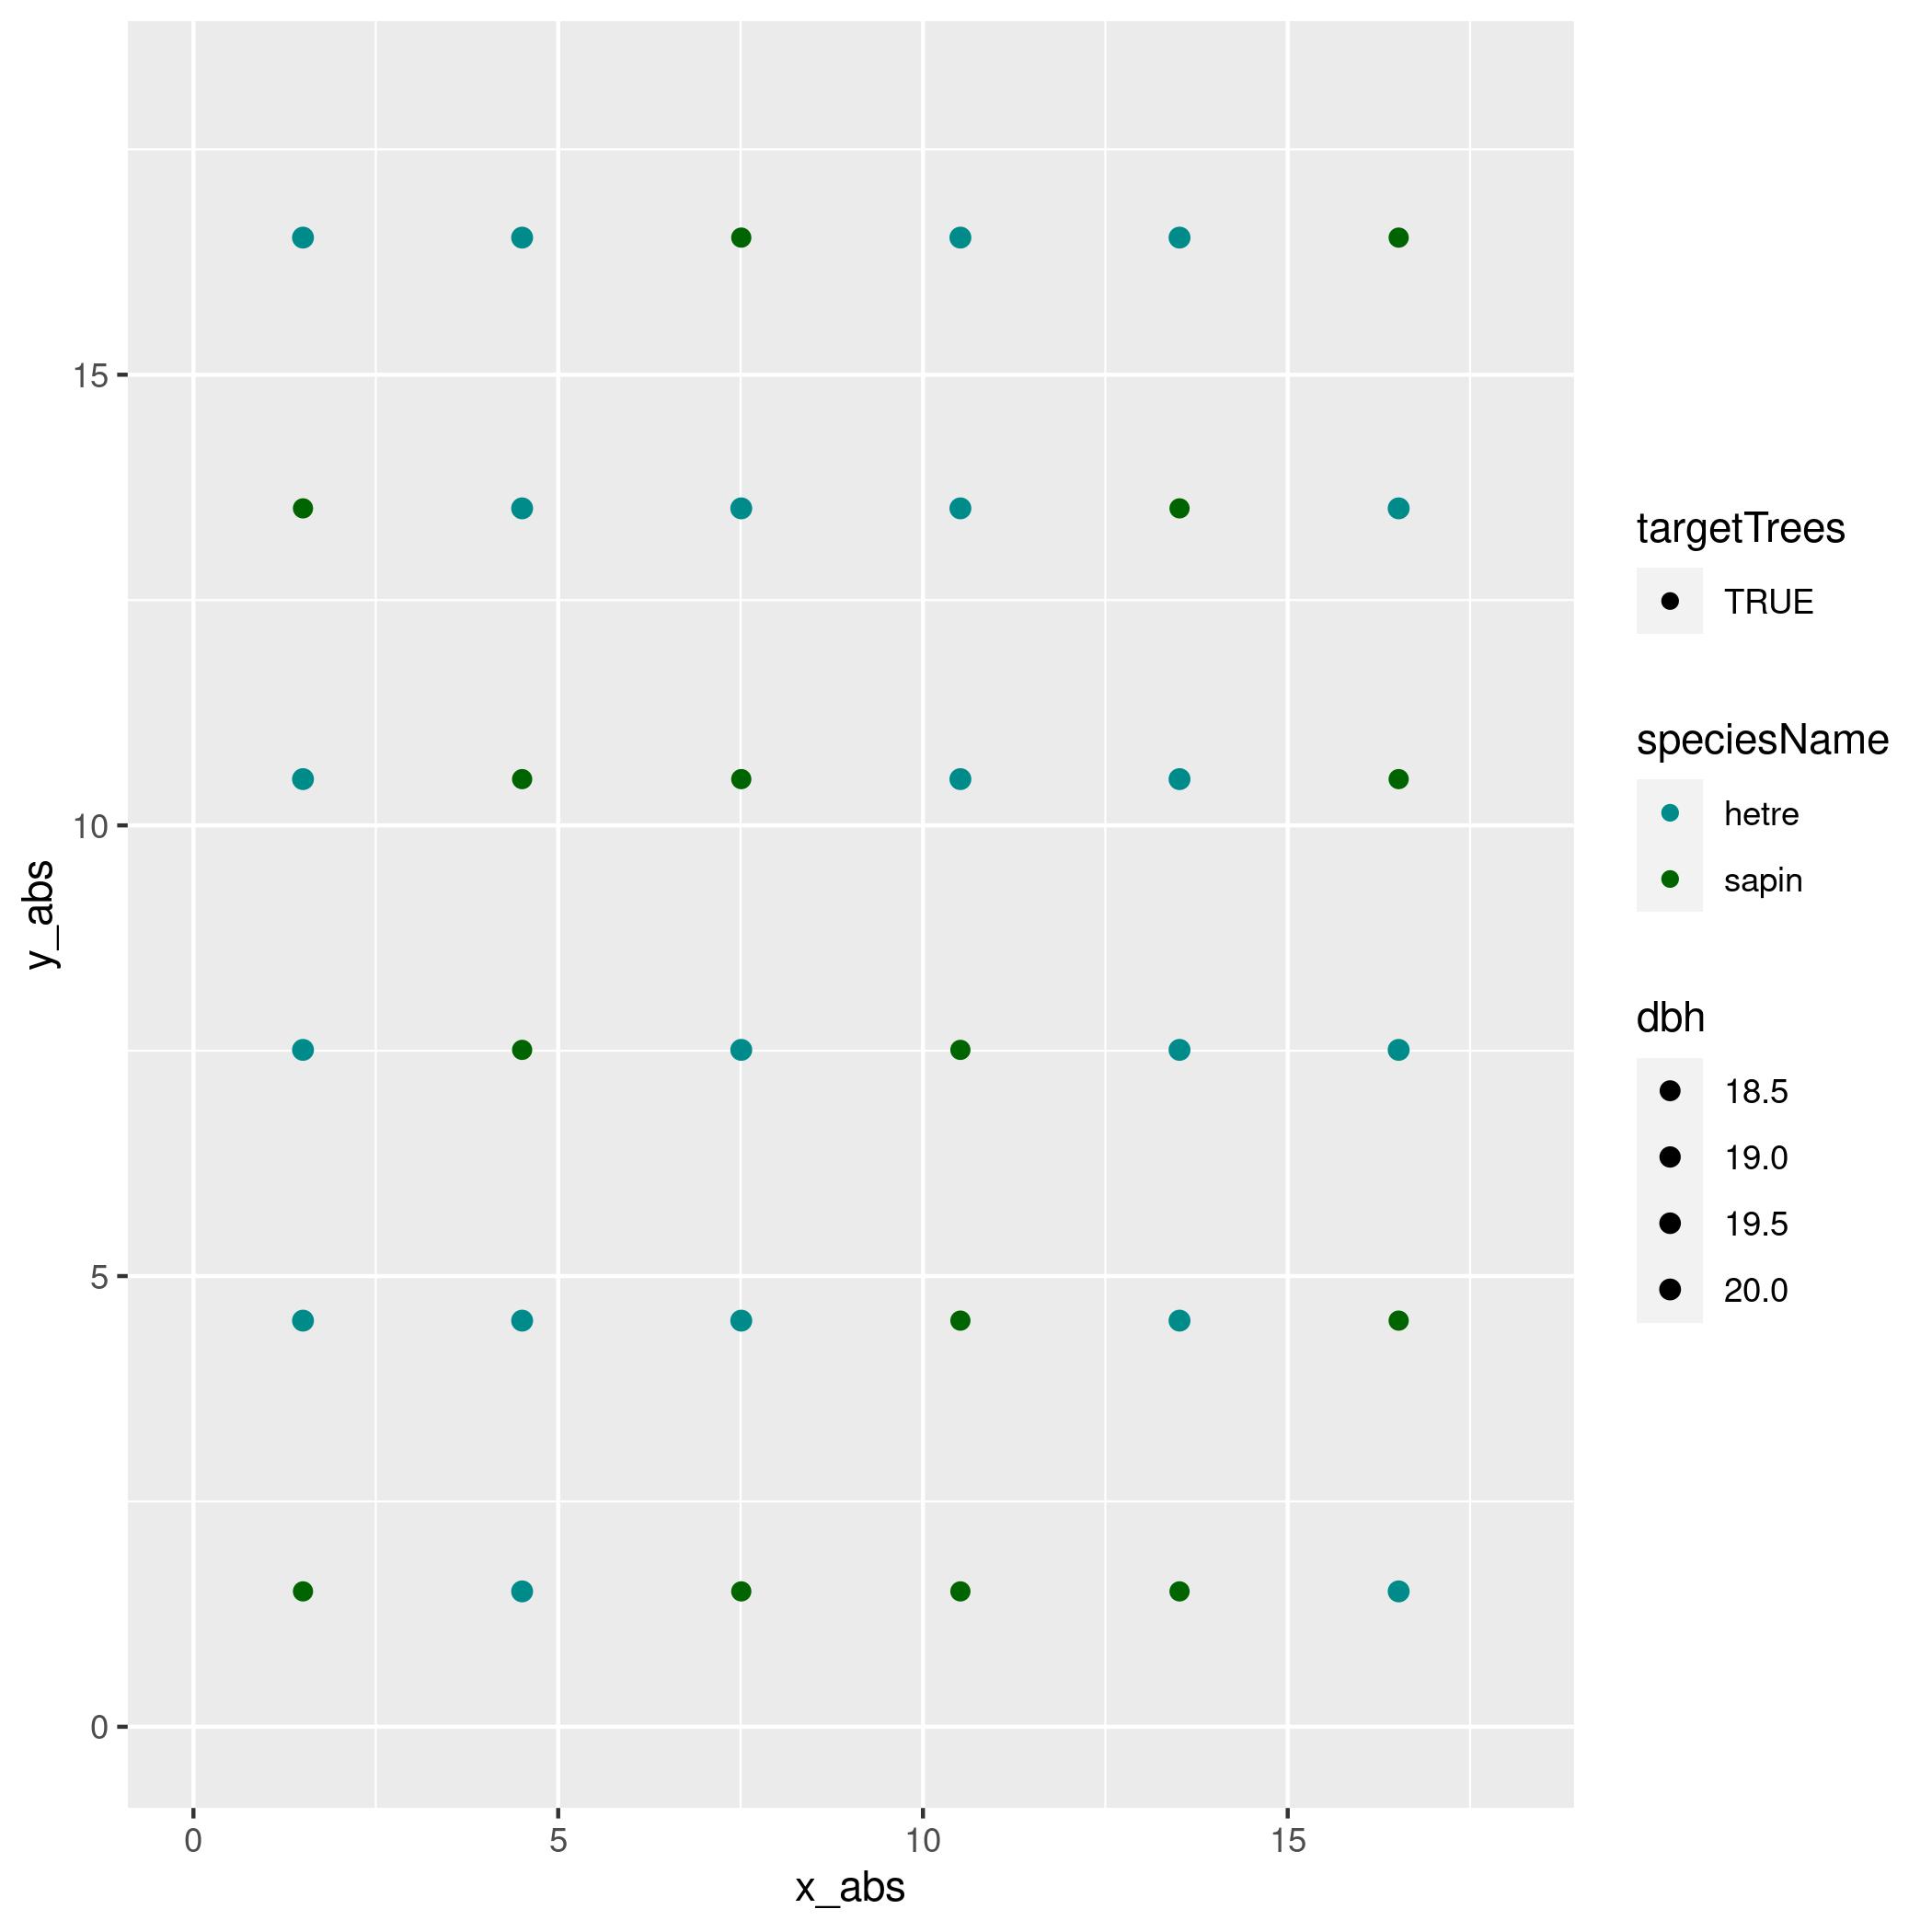 15
10
5
0
0 5 10 15
x_abs
y_abs
targetTrees
TRUE
speciesName
hetre
sapin
dbh
18.5
19.0
19.5
20.0